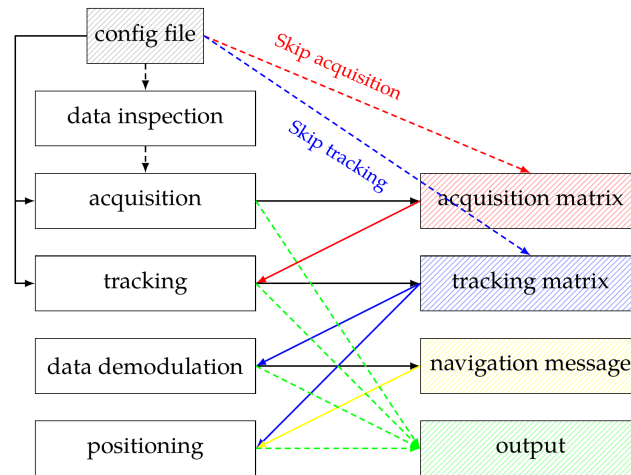 config file
Skip acquisition
data inspection
Skip tracking
acquisition
acquisition matrix
tracking
tracking matrix
data demodulation
navigation message
positioning
output